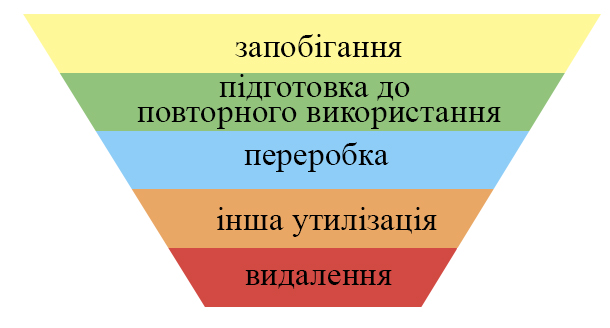 запобігання
підготовка до
повторного використання
переробка
інша утилізація
видалення